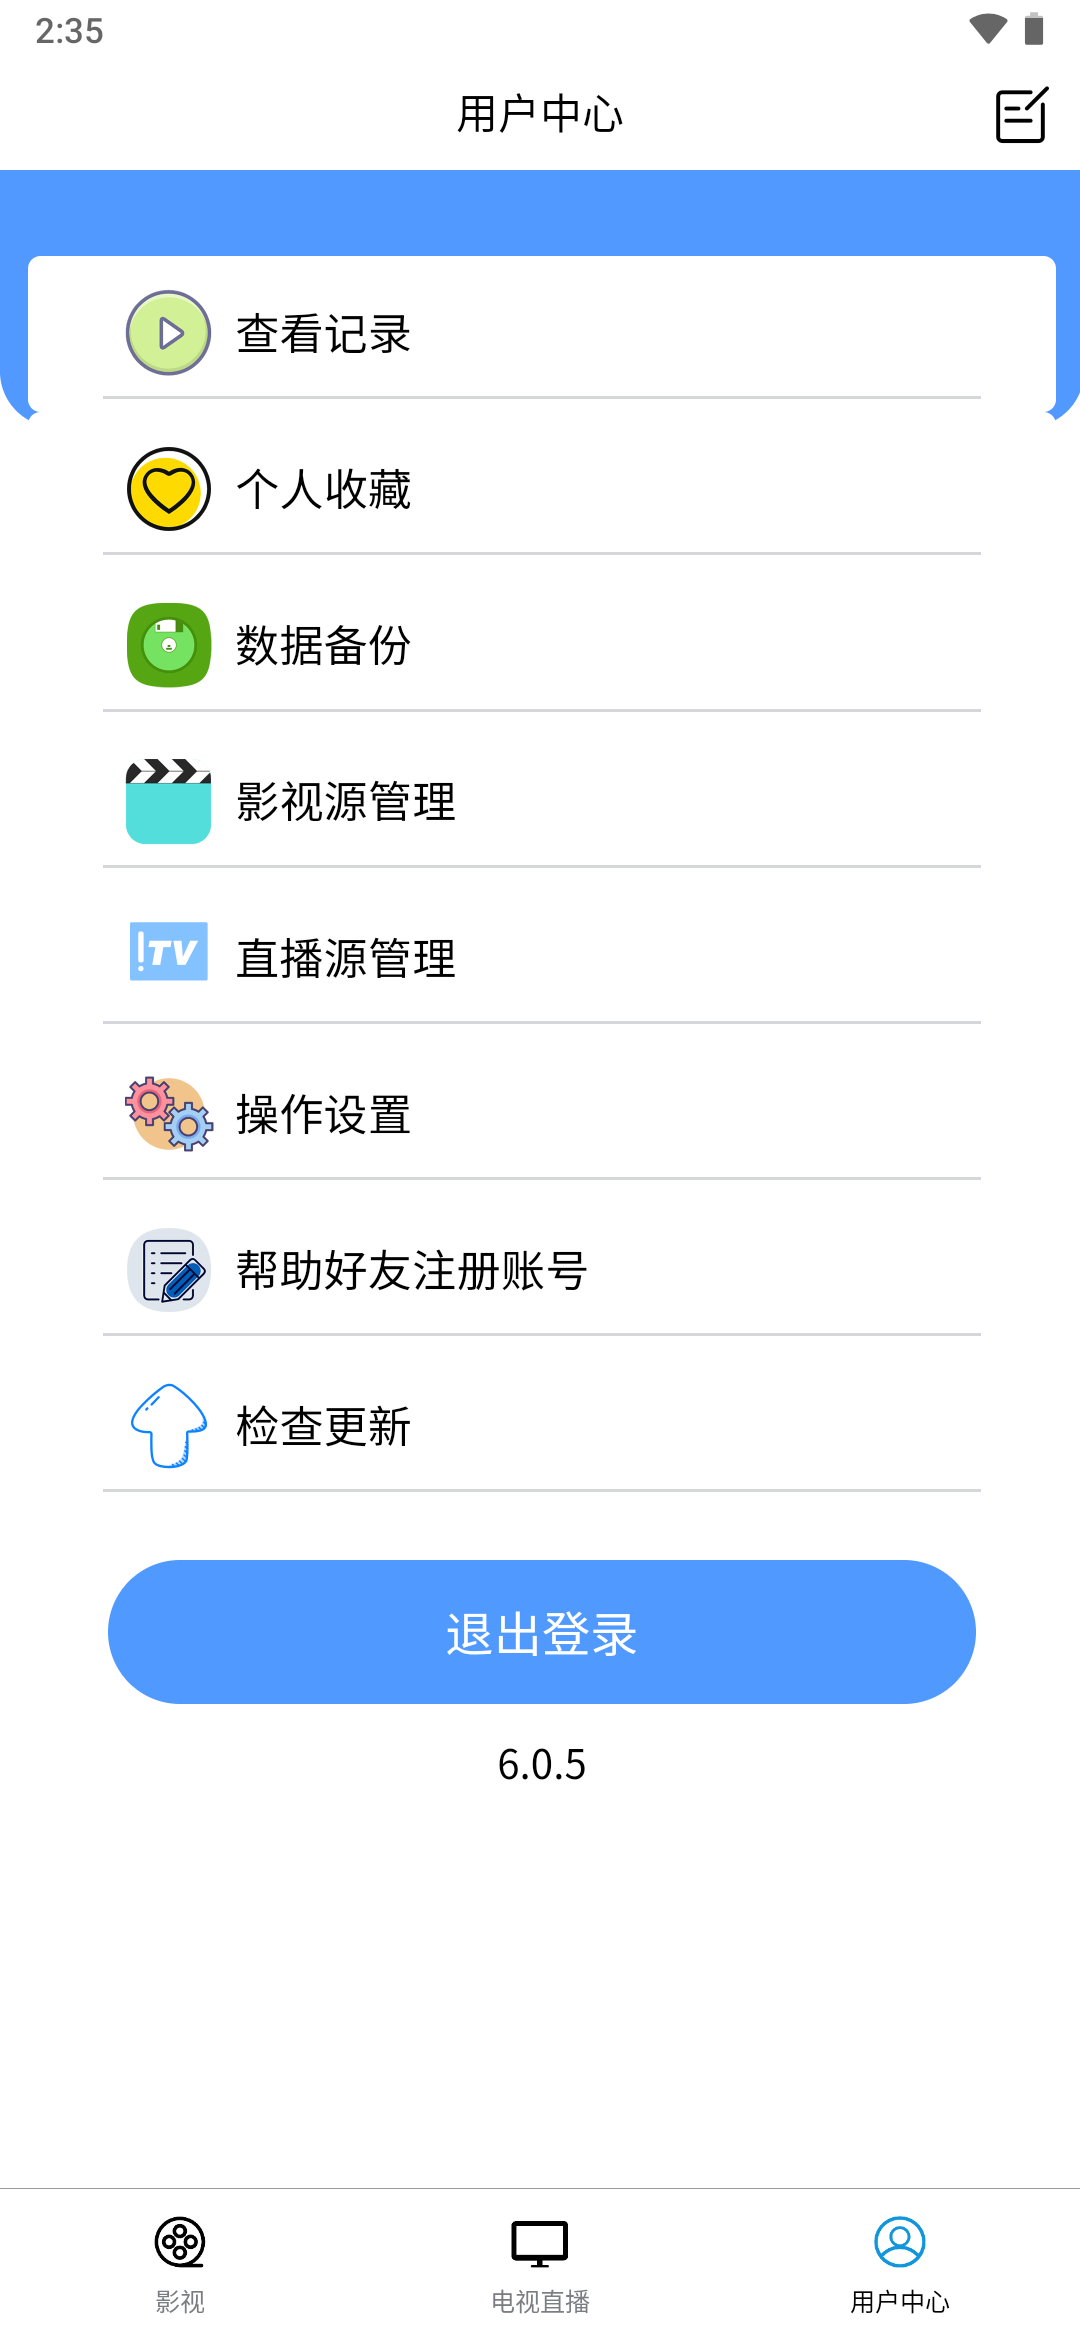 2:35
用户中心
查看记录
个人收藏
数据备份
影视源管理
!TV
直播源管理
操作设置
帮助好友注册账号
检查更新
退出登录
6.0.5
影视
电视直播
用户中心